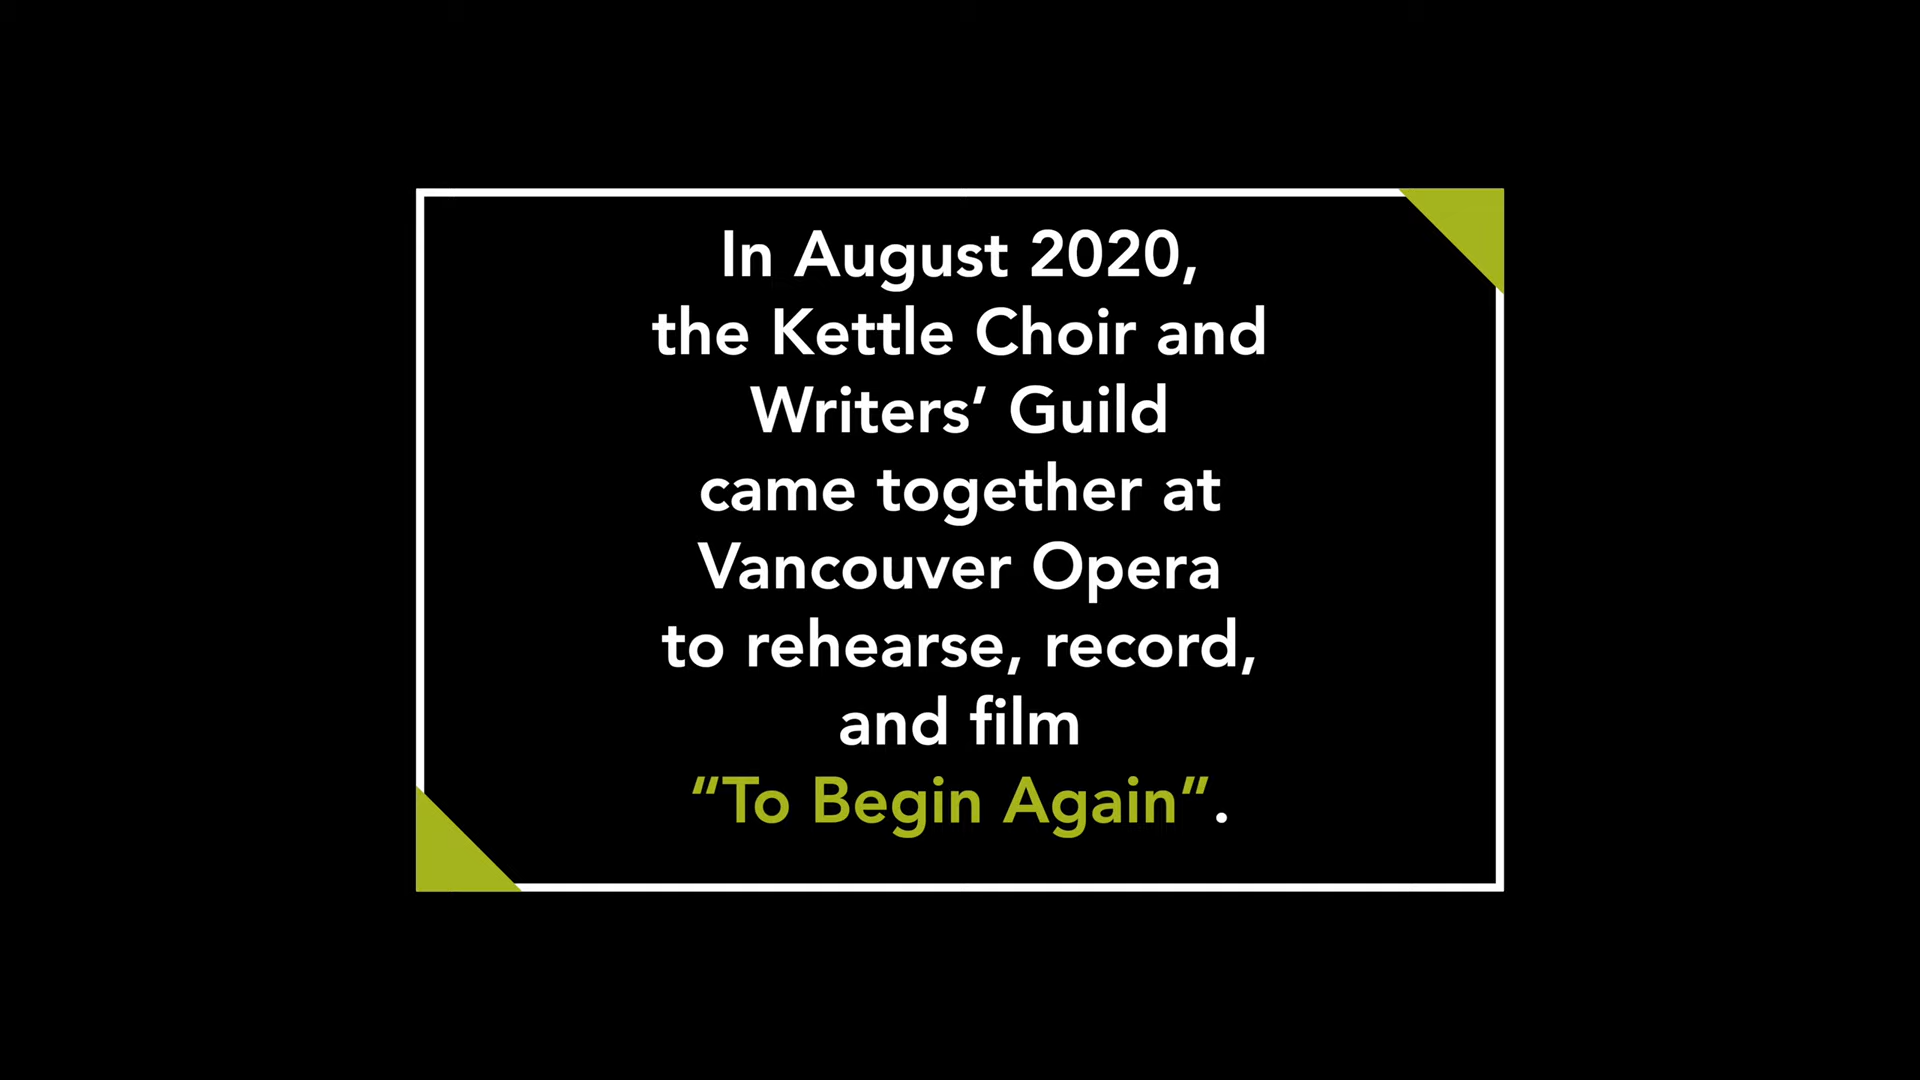 In August 2020,
the Kettle Choir and
Writers’ Guild
came together at
Vancouver Opera
to rehearse, record,
and film
“To Begin Again”.